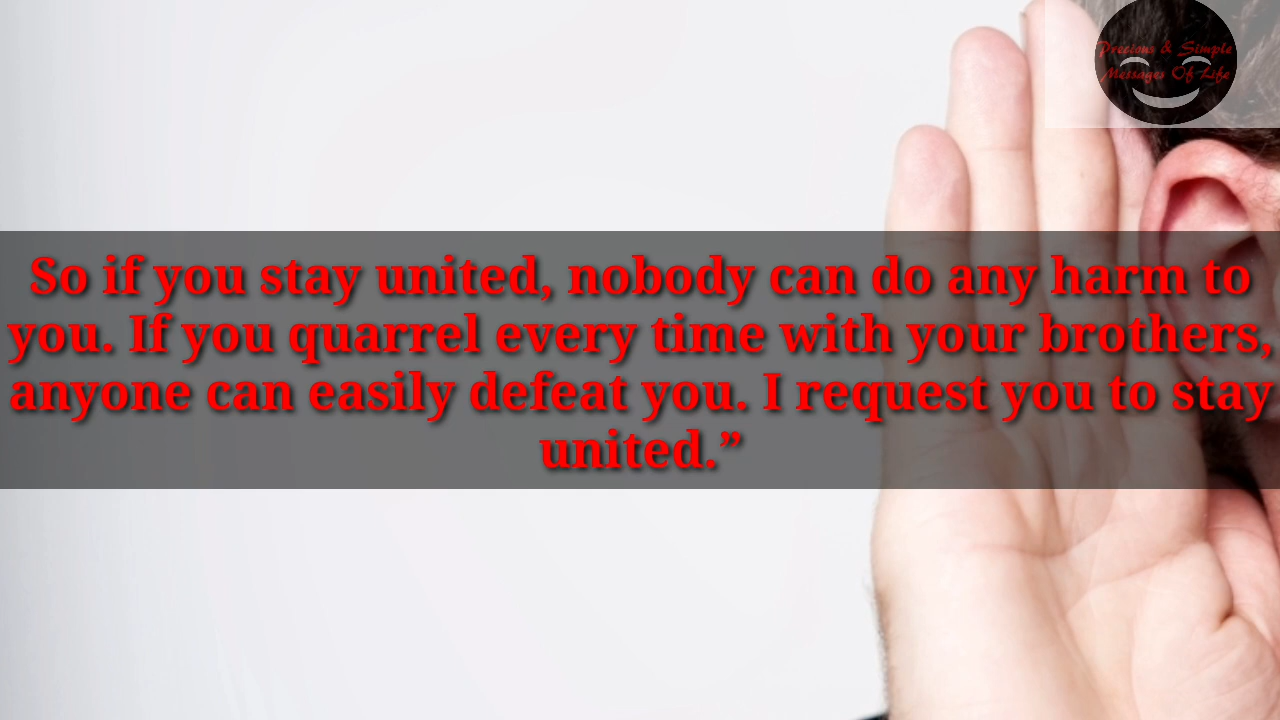 Precious & Simple
Messages Of Life
So if you stay united, nobody can do any harm to
you. If you quarrel every time with your brothers,
anyone can easily defeat you. I request you to stay
united.”